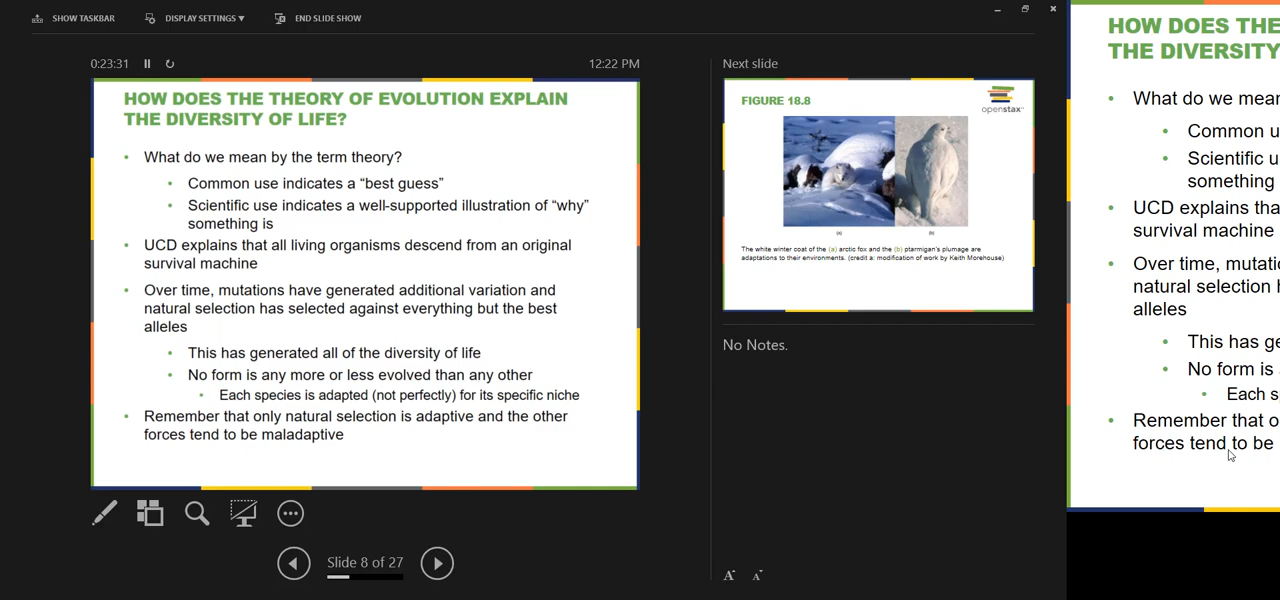 SHOW TASKBAR
DISPLAY SETTINGS ▾
END SLIDE SHOW
0:23:31
12:22 PM
HOW DOES THE THEORY OF EVOLUTION EXPLAIN
THE DIVERSITY OF LIFE?
• What do we mean by the term theory?
• Common use indicates a “best guess”
• Scientific use indicates a well-supported illustration of “why”
something is
• UCD explains that all living organisms descend from an original
survival machine
• Over time, mutations have generated additional variation and
natural selection has selected against everything but the best
alleles
• This has generated all of the diversity of life
• No form is any more or less evolved than any other
• Each species is adapted (not perfectly) for its specific niche
• Remember that only natural selection is adaptive and the other
forces tend to be maladaptive
Slide 8 of 27
Next slide
FIGURE 18.8
openstax™
(a)
(b)
The white winter coat of the (a) arctic fox and the (b) ptarmigan's plumage are
adaptations to their environments. (credit a: modification of work by Keith Morehouse)
No Notes.
A
A
HOW DOES THE
THE DIVERSITY
• What do we mean
• Common u
• Scientific u
something
• UCD explains tha
survival machine
• Over time, mutatio
natural selection h
alleles
• This has ge
• No form is
• Each s
• Remember that o
forces tend to be